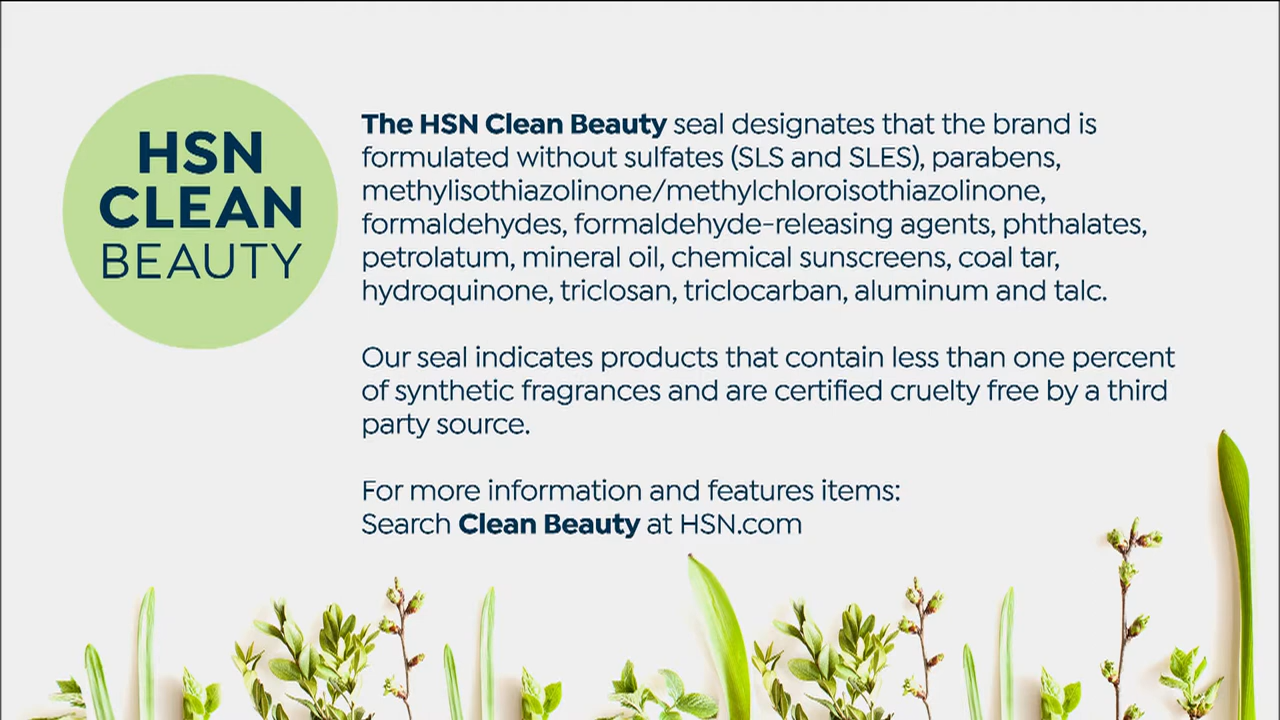 HSN
CLEAN
BEAUTY
The HSN Clean Beauty seal designates that the brand is
formulated without sulfates (SLS and SLES), parabens,
methylisothiazolinone/methylchloroisothiazolinone,
formaldehydes, formaldehyde-releasing agents, phthalates,
petrolatum, mineral oil, chemical sunscreens, coal tar,
hydroquinone, triclosan, triclocarban, aluminum and talc.
Our seal indicates products that contain less than one percent
of synthetic fragrances and are certified cruelty free by a third
party source.
For more information and features items:
Search Clean Beauty at HSN.com